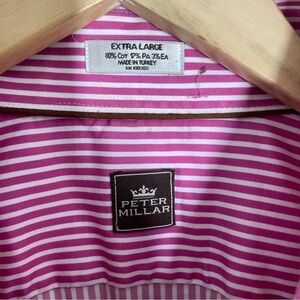 EXTRA LARGE
80% Cot 17% Pa 3% Ea
MADE IN TURKEY
PETER
MILLAR